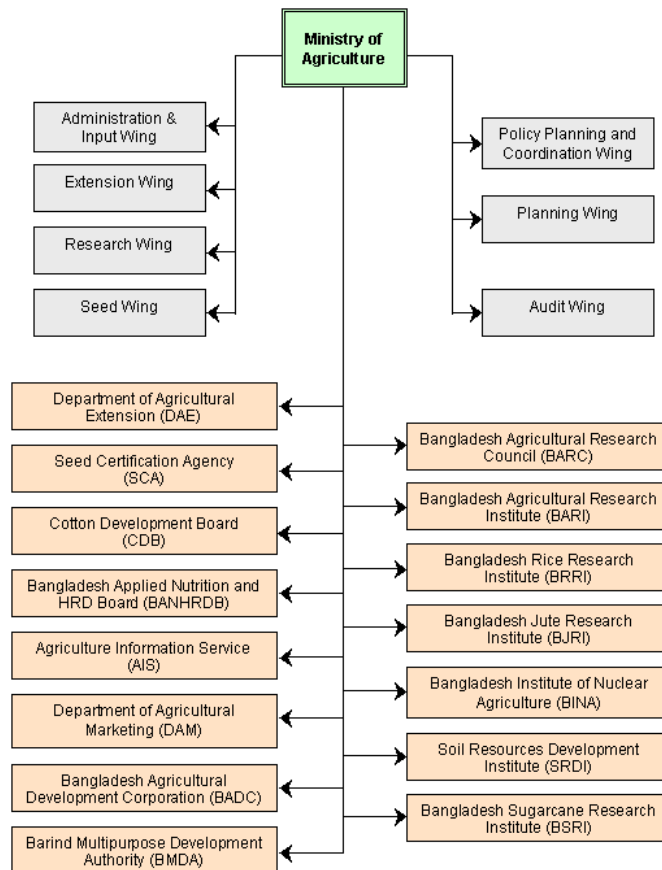 Ministry of
Agriculture
Administration &
Input Wing
Extension Wing
Research Wing
Seed Wing
Policy Planning and
Coordination Wing
Planning Wing
Audit Wing
Department of Agricultural
Extension (DAE)
Seed Certification Agency
(SCA)
Cotton Development Board
(CDB)
Bangladesh Applied Nutrition and
HRD Board (BANHRDB)
Agriculture Information Service
(AIS)
Department of Agricultural
Marketing (DAM)
Bangladesh Agricultural
Development Corporation (BADC)
Barind Multipurpose Development
Authority (BMDA)
Bangladesh Agricultural Research
Council (BARC)
Bangladesh Agricultural Research
Institute (BARI)
Bangladesh Rice Research
Institute (BRRI)
Bangladesh Jute Research
Institute (BJRI)
Bangladesh Institute of Nuclear
Agriculture (BINA)
Soil Resources Development
Institute (SRDI)
Bangladesh Sugarcane Research
Institute (BSRI)